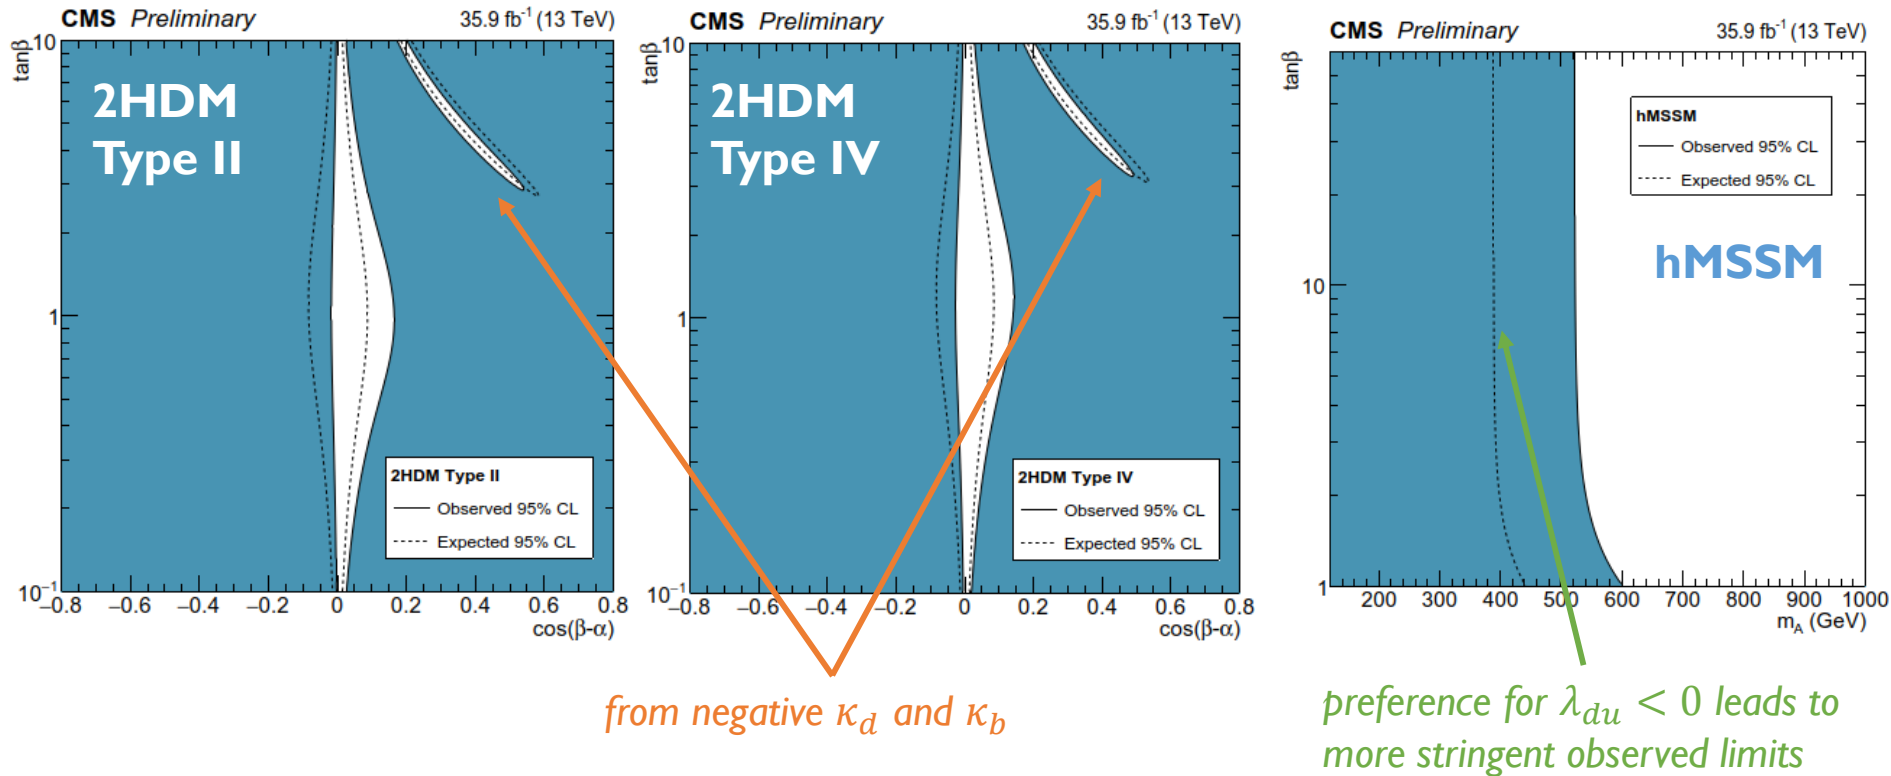 CMS Preliminary 35.9 fb⁻¹ (13 TeV)
tanβ
10
1
10⁻¹
2HDM
Type II
2HDM Type II
Observed 95% CL
Expected 95% CL
−0.8 −0.6 −0.4 −0.2 0 0.2 0.4 0.6 0.8
cos(β-α)
CMS Preliminary 35.9 fb⁻¹ (13 TeV)
tanβ
10
1
10⁻¹
2HDM
Type IV
2HDM Type IV
Observed 95% CL
Expected 95% CL
−0.8 −0.6 −0.4 −0.2 0 0.2 0.4 0.6 0.8
cos(β-α)
CMS Preliminary 35.9 fb⁻¹ (13 TeV)
tanβ
10
1
hMSSM
Observed 95% CL
Expected 95% CL
hMSSM
200 300 400 500 600 700 800 900 1000
m_A (GeV)
from negative κ_d and κ_b
preference for λ_du < 0 leads to
more stringent observed limits